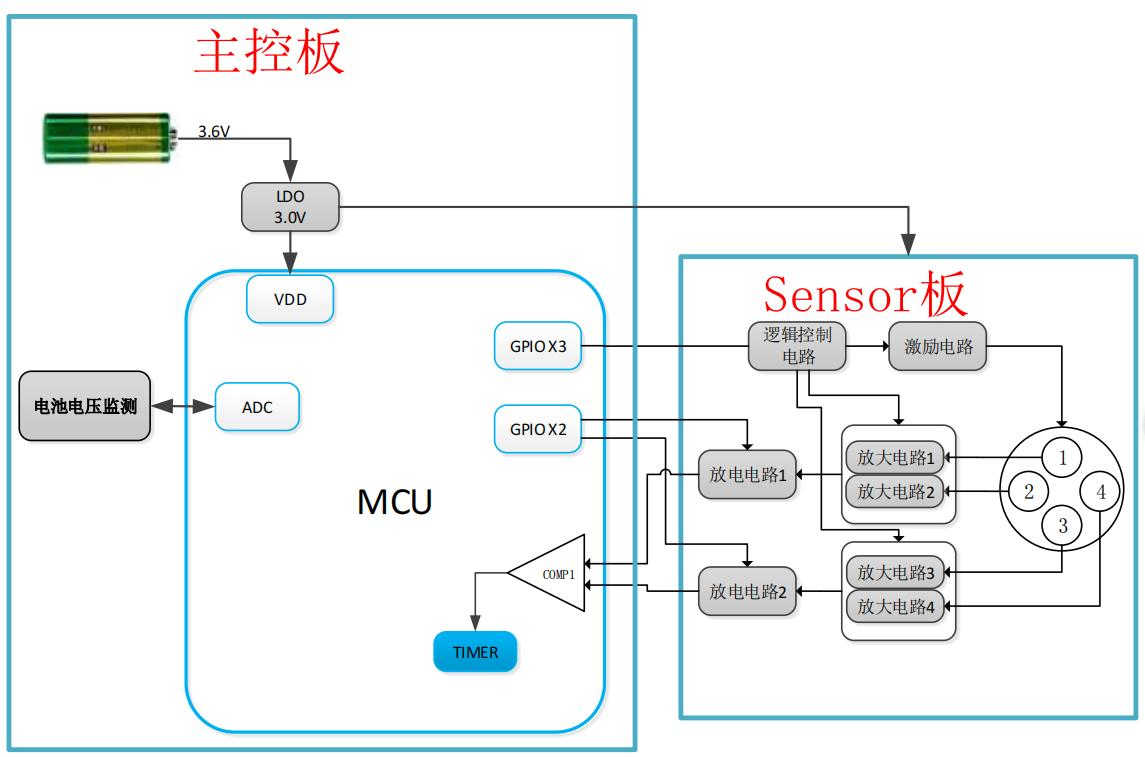 主控板
3.6V
LDO
3.0V
VDD
Sensor板
GPIO X3
逻辑控制
电路
激励电路
电池电压监测
ADC
GPIO X2
放电电路1
放大电路1
放大电路2
1
2
4
3
MCU
COMP1
放电电路2
放大电路3
放大电路4
TIMER